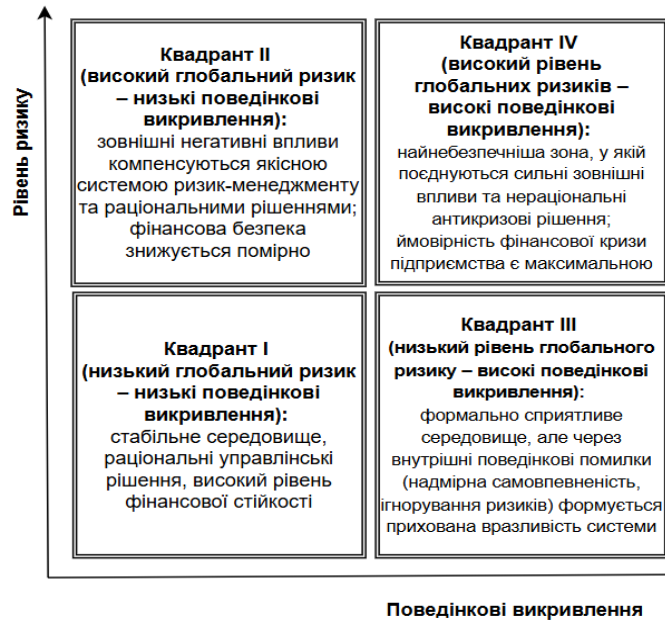 Рівень ризику
Квадрант II
(високий глобальний ризик
– низькі поведінкові
викривлення):
зовнішні негативні впливи
компенсуються якісною
системою ризик-менеджменту
та раціональними рішеннями;
фінансова безпека
знижується помірно
Квадрант IV
(високий рівень
глобальних ризиків –
високі поведінкові
викривлення):
найнебезпечніша зона, у якій
поєднуються сильні зовнішні
впливи та нераціональні
антикризові рішення;
ймовірність фінансової кризи
підприємства є максимальною
Квадрант I
(низький глобальний ризик
– низькі поведінкові
викривлення):
стабільне середовище,
раціональні управлінські
рішення, високий рівень
фінансової стійкості
Квадрант III
(низький рівень глобального
ризику – високі поведінкові
викривлення):
формально сприятливе
середовище, але через
внутрішні поведінкові помилки
(надмірна самовпевненість,
ігнорування ризиків) формується
прихована вразливість системи
Поведінкові викривлення